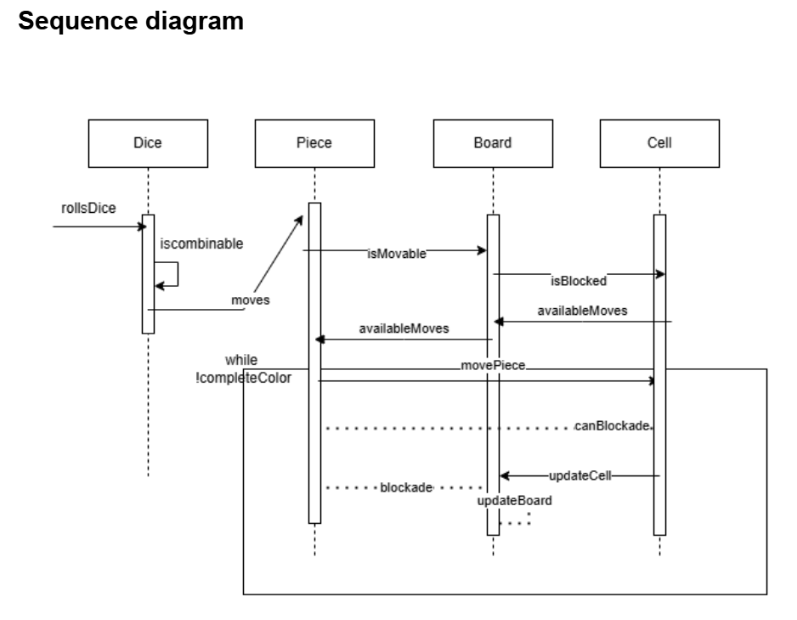 Sequence diagram
Dice
Piece
Board
Cell
rollsDice
iscombinable
isMovable
isBlocked
moves
availableMoves
availableMoves
while
!completeColor
movePiece
canBlockade
updateCell
blockade
updateBoard